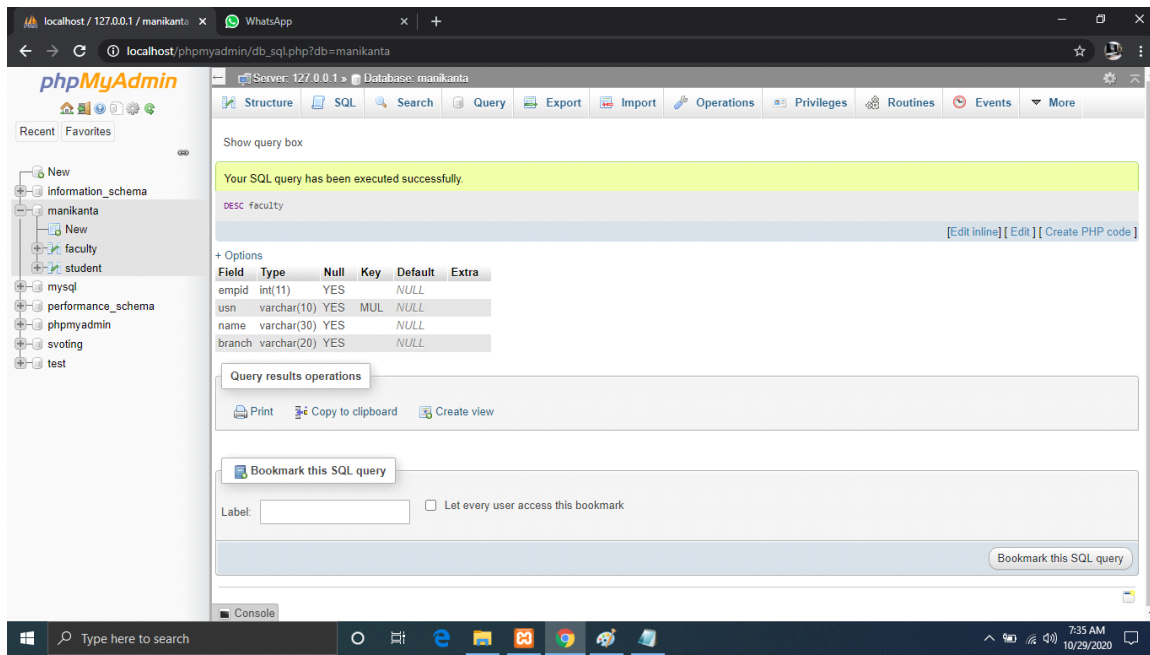 localhost / 127.0.0.1 / manikanta
WhatsApp
localhost/phpmyadmin/db_sql.php?db=manikanta
phpMyAdmin
Recent Favorites
New
information_schema
manikanta
New
faculty
student
mysql
performance_schema
phpmyadmin
svoting
test
Server: 127.0.0.1 » Database: manikanta
Structure SQL Search Query Export Import Operations Privileges Routines Events More
Show query box
Your SQL query has been executed successfully.
DESC faculty
[Edit inline] [ Edit ] [ Create PHP code ]
+ Options
Field Type Null Key Default Extra
empid int(11) YES NULL
usn varchar(10) YES MUL NULL
name varchar(30) YES NULL
branch varchar(20) YES NULL
Query results operations
Print Copy to clipboard Create view
Bookmark this SQL query
Label: Let every user access this bookmark
Bookmark this SQL query
Console
Type here to search
7:35 AM
10/29/2020